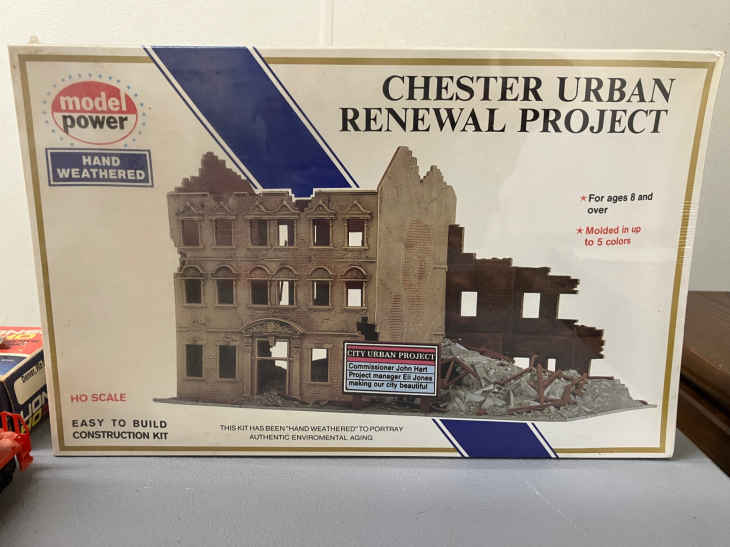 CHESTER URBAN
RENEWAL PROJECT
model
power
HAND
WEATHERED
★For ages 8 and
over
★Molded in up
to 5 colors
CITY URBAN PROJECT
Commissioner John Hart
Project manager Eli Jones
making our city beautiful
HO SCALE
EASY TO BUILD
CONSTRUCTION KIT
THIS KIT HAS BEEN "HAND WEATHERED" TO PORTRAY
AUTHENTIC ENVIROMENTAL AGING.